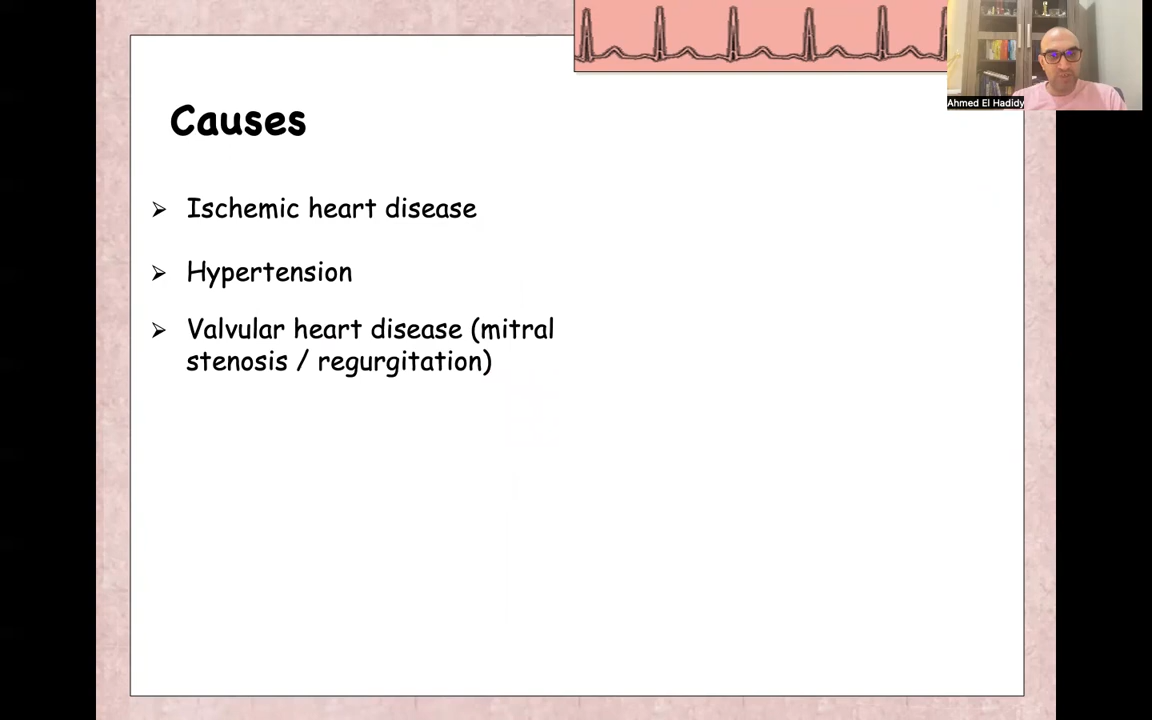 Ahmed El Hadidy
Causes
➢ Ischemic heart disease
➢ Hypertension
➢ Valvular heart disease (mitral
stenosis / regurgitation)